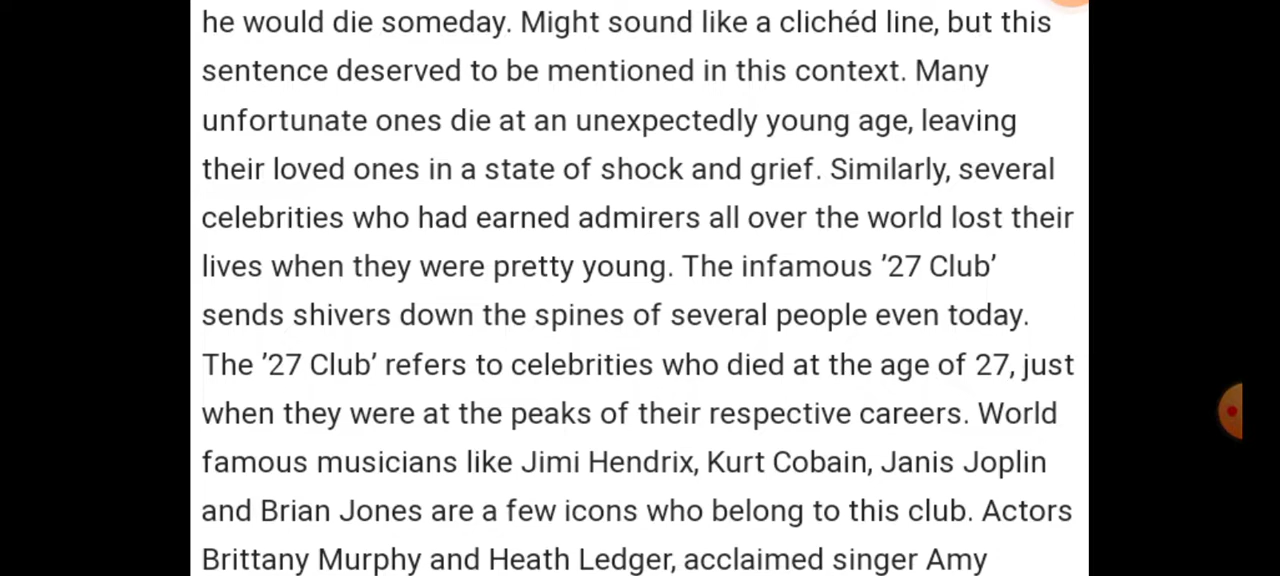 he would die someday. Might sound like a clichéd line, but this
sentence deserved to be mentioned in this context. Many
unfortunate ones die at an unexpectedly young age, leaving
their loved ones in a state of shock and grief. Similarly, several
celebrities who had earned admirers all over the world lost their
lives when they were pretty young. The infamous ’27 Club’
sends shivers down the spines of several people even today.
The ’27 Club’ refers to celebrities who died at the age of 27, just
when they were at the peaks of their respective careers. World
famous musicians like Jimi Hendrix, Kurt Cobain, Janis Joplin
and Brian Jones are a few icons who belong to this club. Actors
Brittany Murphy and Heath Ledger, acclaimed singer Amy